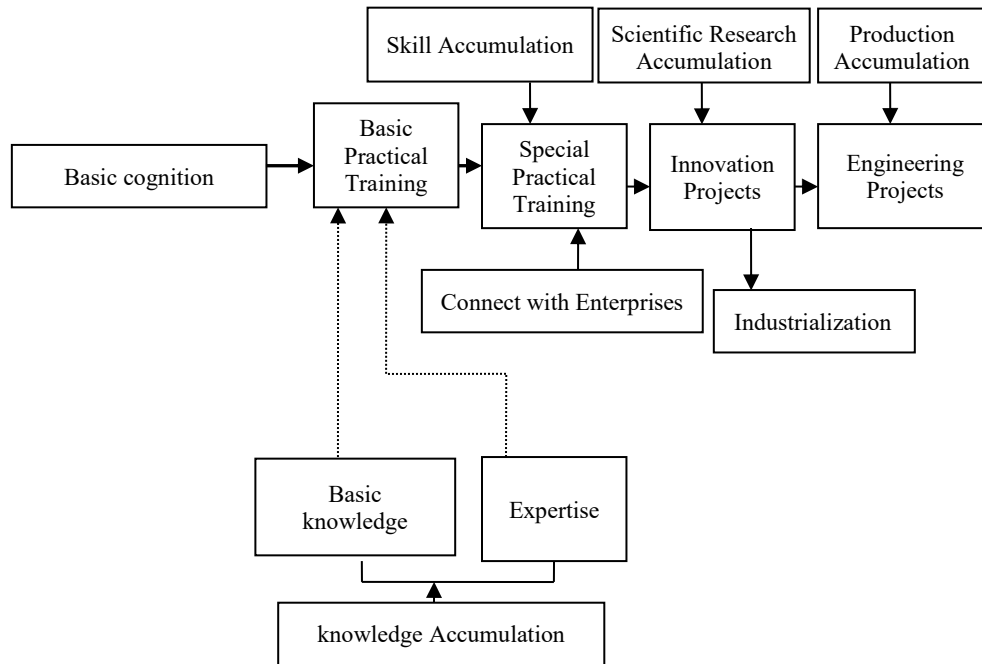 Skill Accumulation
Scientific Research
Accumulation
Production
Accumulation
Basic cognition
Basic
Practical
Training
Special
Practical
Training
Innovation
Projects
Engineering
Projects
Connect with Enterprises
Industrialization
Basic
knowledge
Expertise
knowledge Accumulation